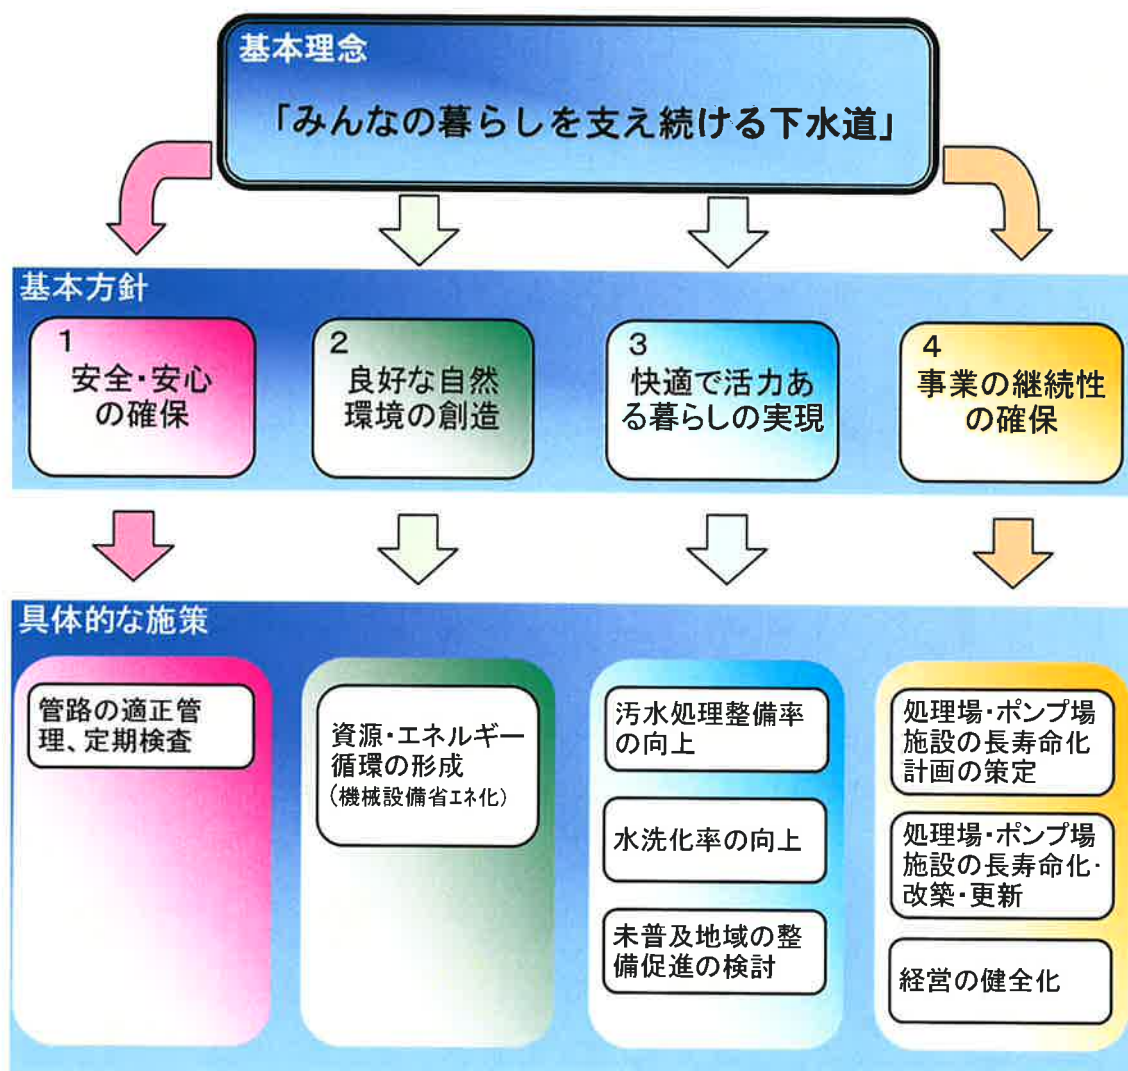 基本理念
「みんなの暮らしを支え続ける下水道」
基本方針
1
安全・安心
の確保
2
良好な自然
環境の創造
3
快適で活力あ
る暮らしの実現
4
事業の継続性
の確保
具体的な施策
管路の適正管
理、定期検査
資源・エネルギー
循環の形成
(機械設備省エネ化)
汚水処理整備率
の向上
水洗化率の向上
未普及地域の整
備促進の検討
処理場・ポンプ場
施設の長寿命化
計画の策定
処理場・ポンプ場
施設の長寿命化・
改築・更新
経営の健全化